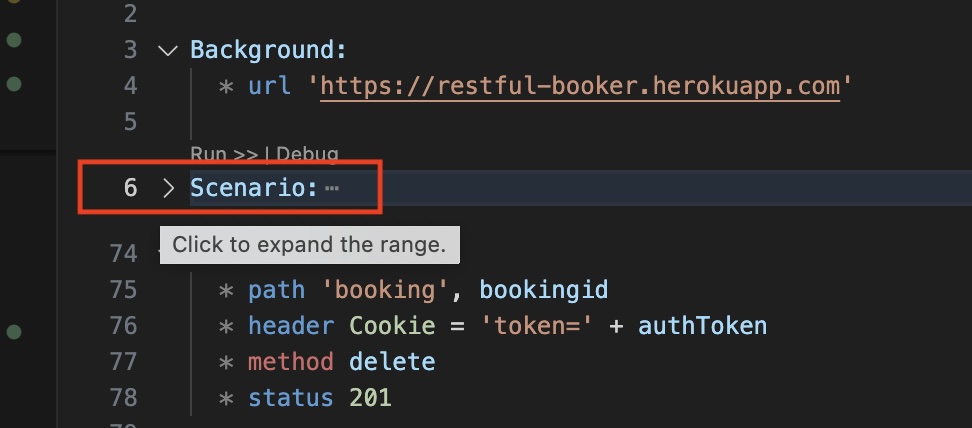 2
3 Background:
4 * url 'https://restful-booker.herokuapp.com'
5
Run >> | Debug
6 Scenario: ⋯
Click to expand the range.
74
75 * path 'booking', bookingid
76 * header Cookie = 'token=' + authToken
77 * method delete
78 * status 201